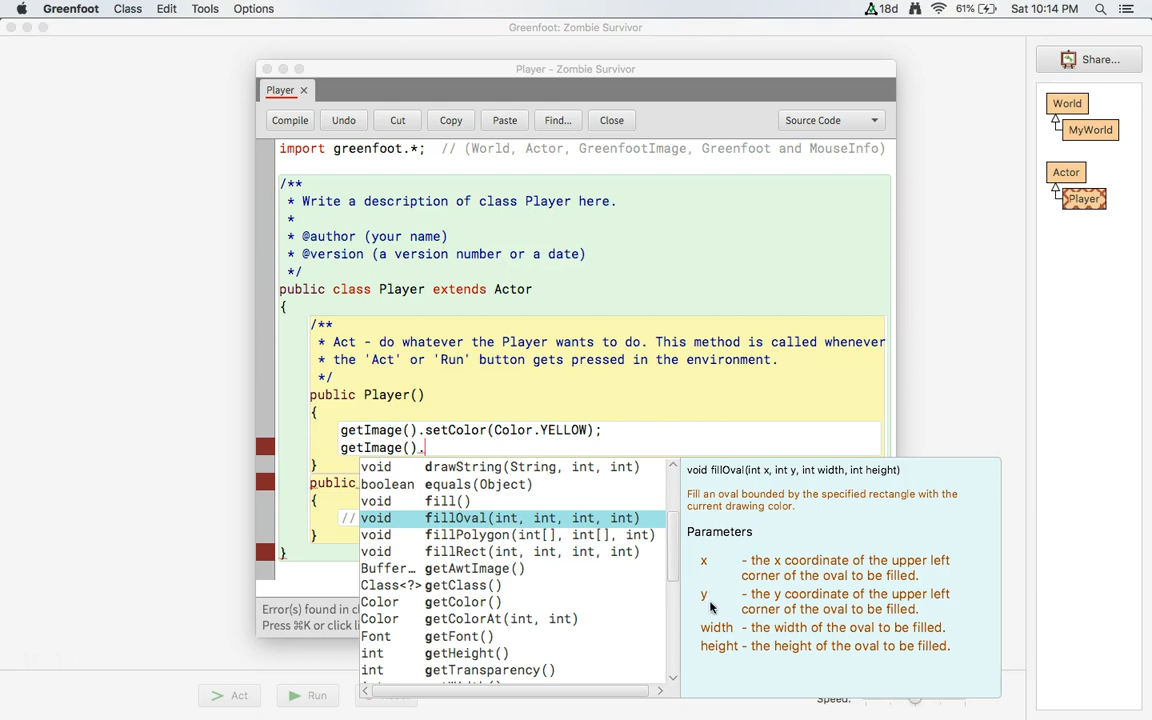 Greenfoot Class Edit Tools Options 18d 61% Sat 10:14 PM
Greenfoot: Zombie Survivor
Share...
Player - Zombie Survivor
Player ×
Compile Undo Cut Copy Paste Find... Close Source Code
World
MyWorld
Actor
Player
import greenfoot.*; // (World, Actor, GreenfootImage, Greenfoot and MouseInfo)
/**
* Write a description of class Player here.
*
* @author (your name)
* @version (a version number or a date)
*/
public class Player extends Actor
{
/**
* Act - do whatever the Player wants to do. This method is called whenever
* the 'Act' or 'Run' button gets pressed in the environment.
*/
public Player()
{
getImage().setColor(Color.YELLOW);
getImage().
}
public
{
//
}
}
void drawString(String, int, int)
boolean equals(Object)
void fill()
void fillOval(int, int, int, int)
void fillPolygon(int[], int[], int)
void fillRect(int, int, int, int)
Buffer… getAwtImage()
Class<?> getClass()
Color getColor()
Color getColorAt(int, int)
Font getFont()
int getHeight()
int getTransparency()
void fillOval(int x, int y, int width, int height)
Fill an oval bounded by the specified rectangle with the
current drawing color.
Parameters
x - the x coordinate of the upper left
corner of the oval to be filled.
y - the y coordinate of the upper left
corner of the oval to be filled.
width - the width of the oval to be filled.
height - the height of the oval to be filled.
Error(s) found in cl
Press ⌘K or click li
Act Run
Speed: